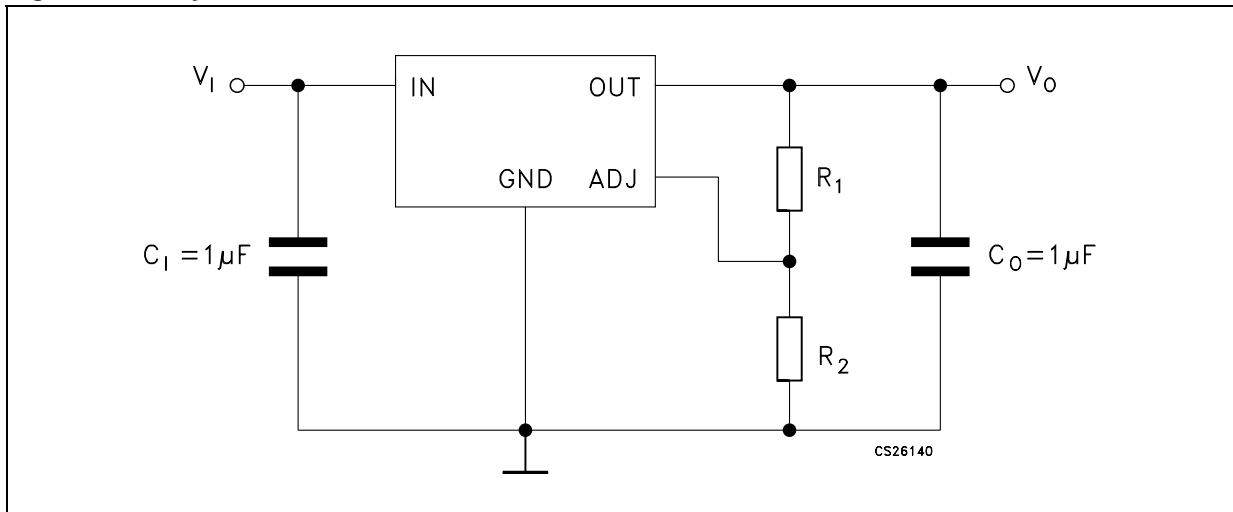 V_I
IN
OUT
V_O
GND
ADJ
R_1
C_I=1µF
C_O=1µF
R_2
CS26140